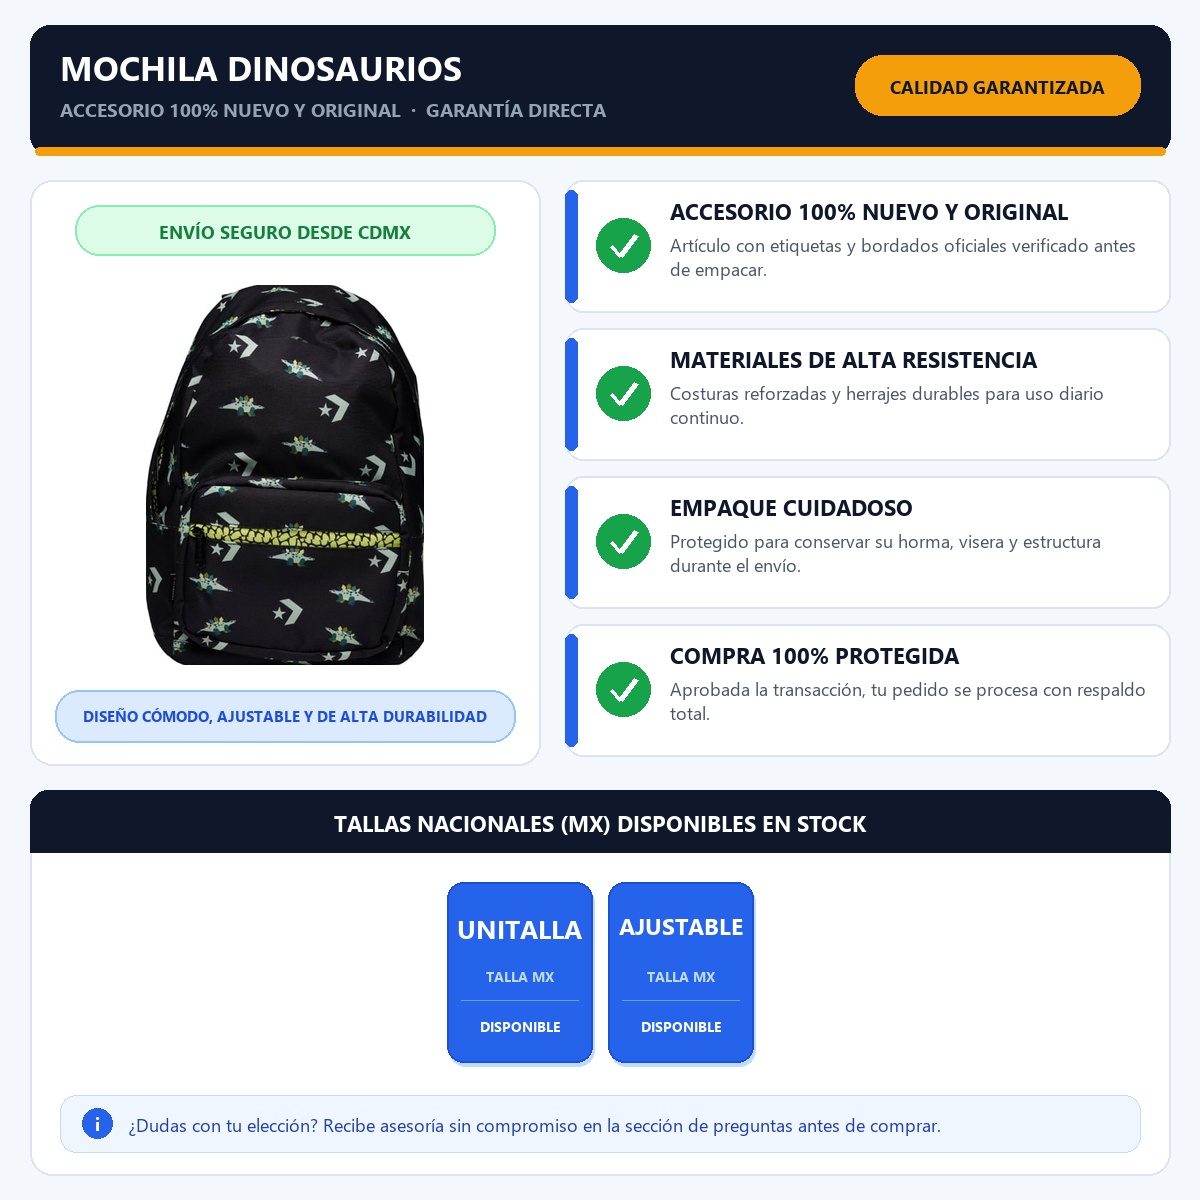 MOCHILA DINOSAURIOS
ACCESORIO 100% NUEVO Y ORIGINAL · GARANTÍA DIRECTA
CALIDAD GARANTIZADA
ENVÍO SEGURO DESDE CDMX
DISEÑO CÓMODO, AJUSTABLE Y DE ALTA DURABILIDAD
ACCESORIO 100% NUEVO Y ORIGINAL
Artículo con etiquetas y bordados oficiales verificado antes
de empacar.
MATERIALES DE ALTA RESISTENCIA
Costuras reforzadas y herrajes durables para uso diario
continuo.
EMPAQUE CUIDADOSO
Protegido para conservar su horma, visera y estructura
durante el envío.
COMPRA 100% PROTEGIDA
Aprobada la transacción, tu pedido se procesa con respaldo
total.
TALLAS NACIONALES (MX) DISPONIBLES EN STOCK
UNITALLA
TALLA MX
DISPONIBLE
AJUSTABLE
TALLA MX
DISPONIBLE
¿Dudas con tu elección? Recibe asesoría sin compromiso en la sección de preguntas antes de comprar.